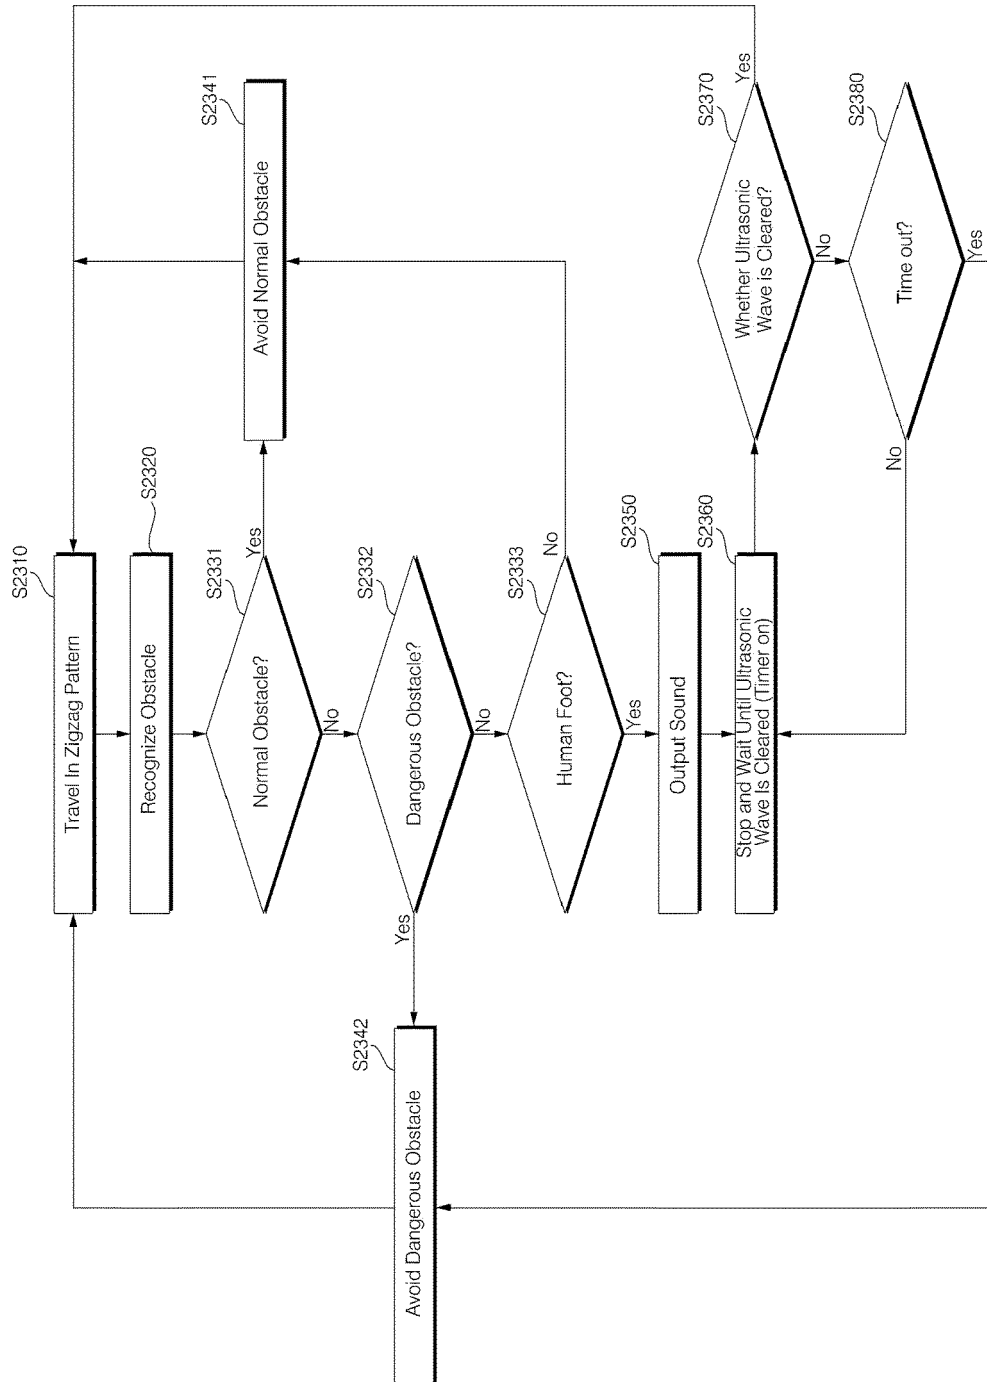 S2310
Travel In Zigzag Pattern
S2320
Recognize Obstacle
S2331
Normal Obstacle?
Yes
No
S2341
Avoid Normal Obstacle
S2332
Dangerous Obstacle?
Yes
No
S2342
Avoid Dangerous Obstacle
S2333
Human Foot?
No
Yes
S2350
Output Sound
S2360
Stop and Wait Until Ultrasonic
Wave Is Cleared (Timer on)
S2370
Whether Ultrasonic
Wave is Cleared?
Yes
No
S2380
Time out?
No
Yes